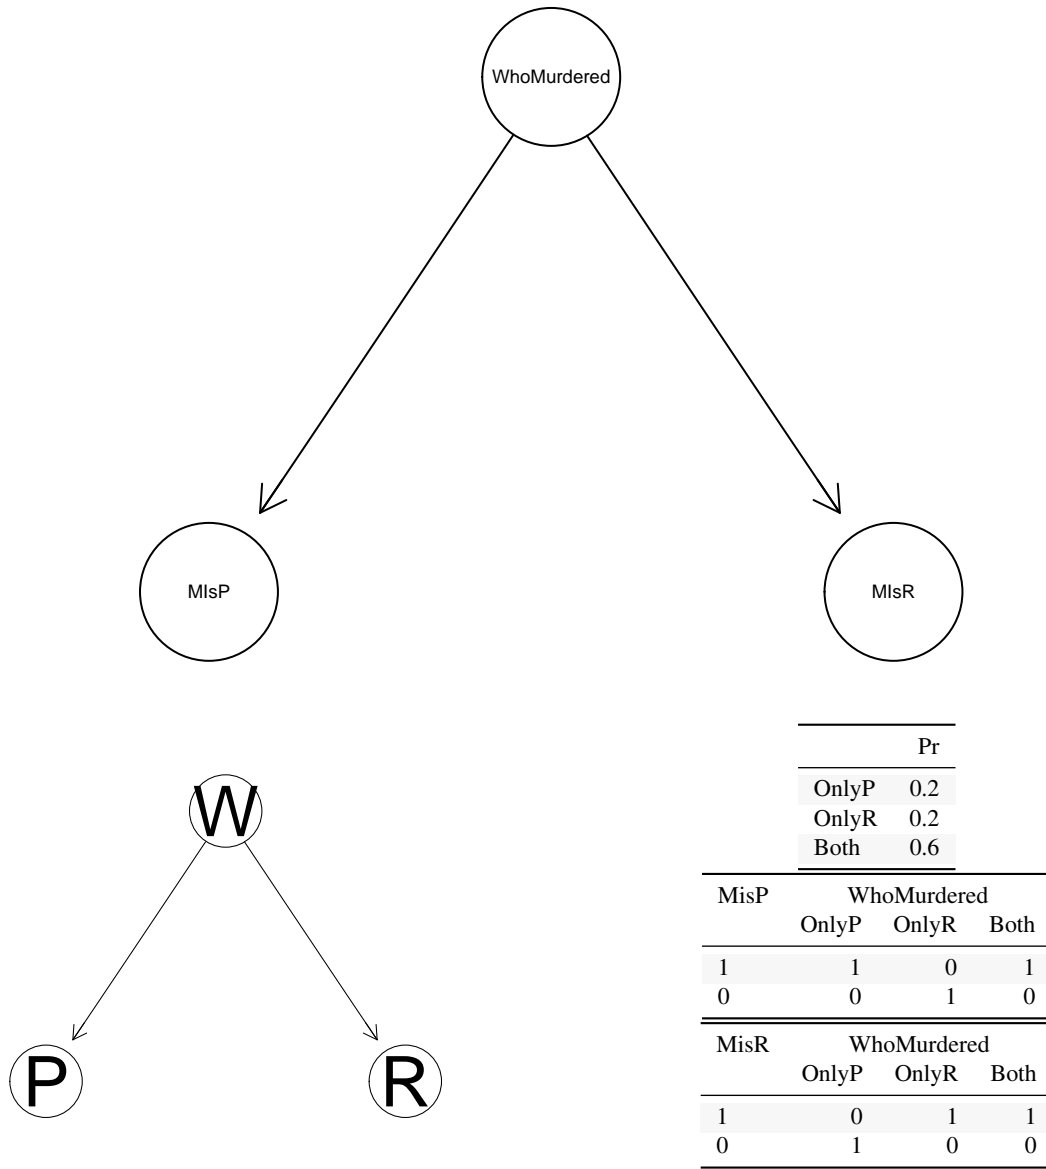 WhoMurdered
MIsP
MIsR
W
P
R
Pr
OnlyP 0.2
OnlyR 0.2
Both 0.6
MisP WhoMurdered
OnlyP OnlyR Both
1 1 0 1
0 0 1 0
MisR WhoMurdered
OnlyP OnlyR Both
1 0 1 1
0 1 0 0